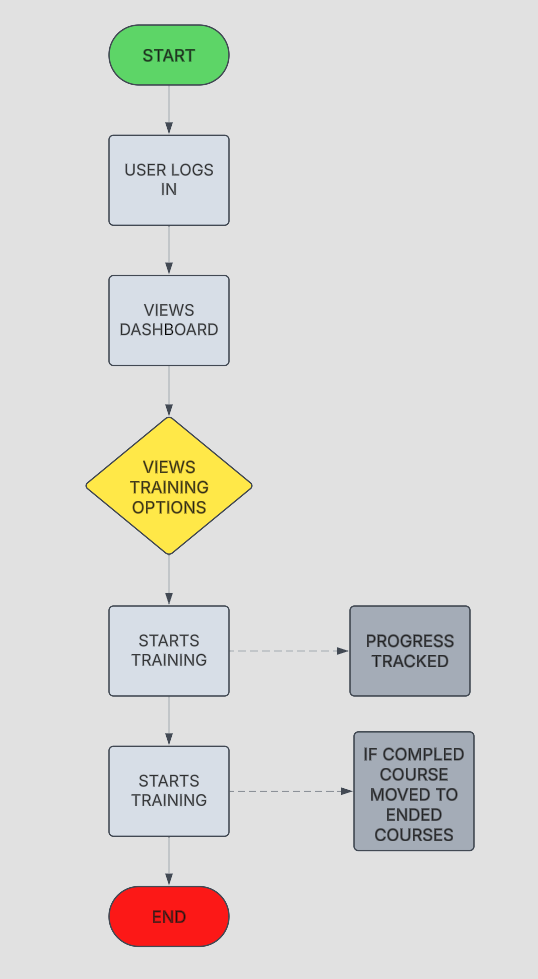 START
USER LOGS
IN
VIEWS
DASHBOARD
VIEWS
TRAINING
OPTIONS
STARTS
TRAINING
PROGRESS
TRACKED
STARTS
TRAINING
IF COMPLED
COURSE
MOVED TO
ENDED
COURSES
END